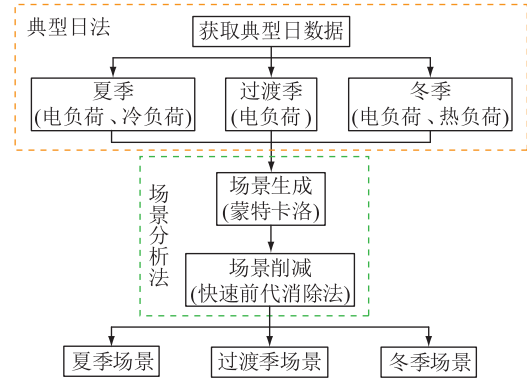 典型日法
获取典型日数据
夏季
(电负荷、冷负荷)
过渡季
(电负荷)
冬季
(电负荷、热负荷)
场景分析法
场景生成
(蒙特卡洛)
场景削减
(快速前代消除法)
夏季场景
过渡季场景
冬季场景